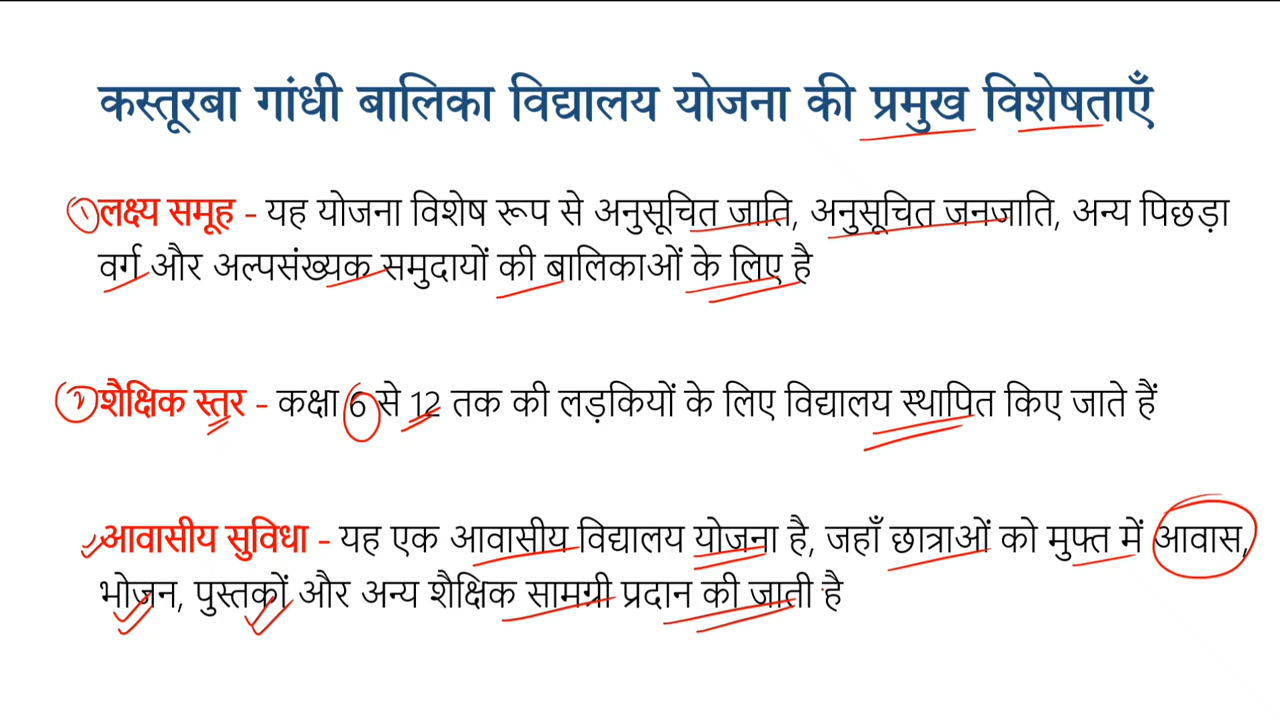 कस्तूरबा गांधी बालिका विद्यालय योजना की प्रमुख विशेषताएँ
① लक्ष्य समूह - यह योजना विशेष रूप से अनुसूचित जाति, अनुसूचित जनजाति, अन्य पिछड़ा
वर्ग और अल्पसंख्यक समुदायों की बालिकाओं के लिए है
② शैक्षिक स्तर - कक्षा 6 से 12 तक की लड़कियों के लिए विद्यालय स्थापित किए जाते हैं
आवासीय सुविधा - यह एक आवासीय विद्यालय योजना है, जहाँ छात्राओं को मुफ्त में आवास,
भोजन, पुस्तकों और अन्य शैक्षिक सामग्री प्रदान की जाती है